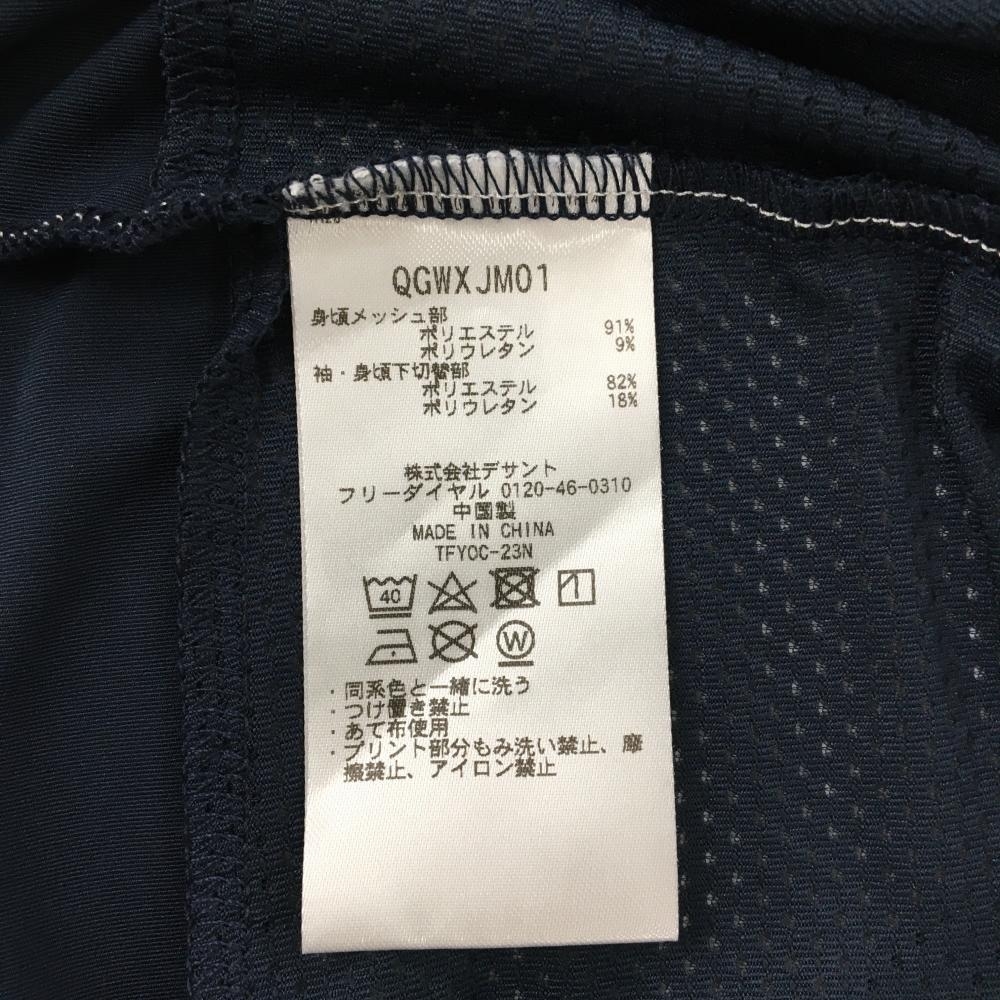 QGWXJM01
身頃メッシュ部
ポリエステル 91%
ポリウレタン 9%
袖・身頃下切替部
ポリエステル 82%
ポリウレタン 18%
株式会社デサント
フリーダイヤル 0120-46-0310
中国製
MADE IN CHINA
TFYOC-23N
40
W
・同系色と一緒に洗う
・つけ置き禁止
・あて布使用
・プリント部分もみ洗い禁止、摩
擦禁止、アイロン禁止